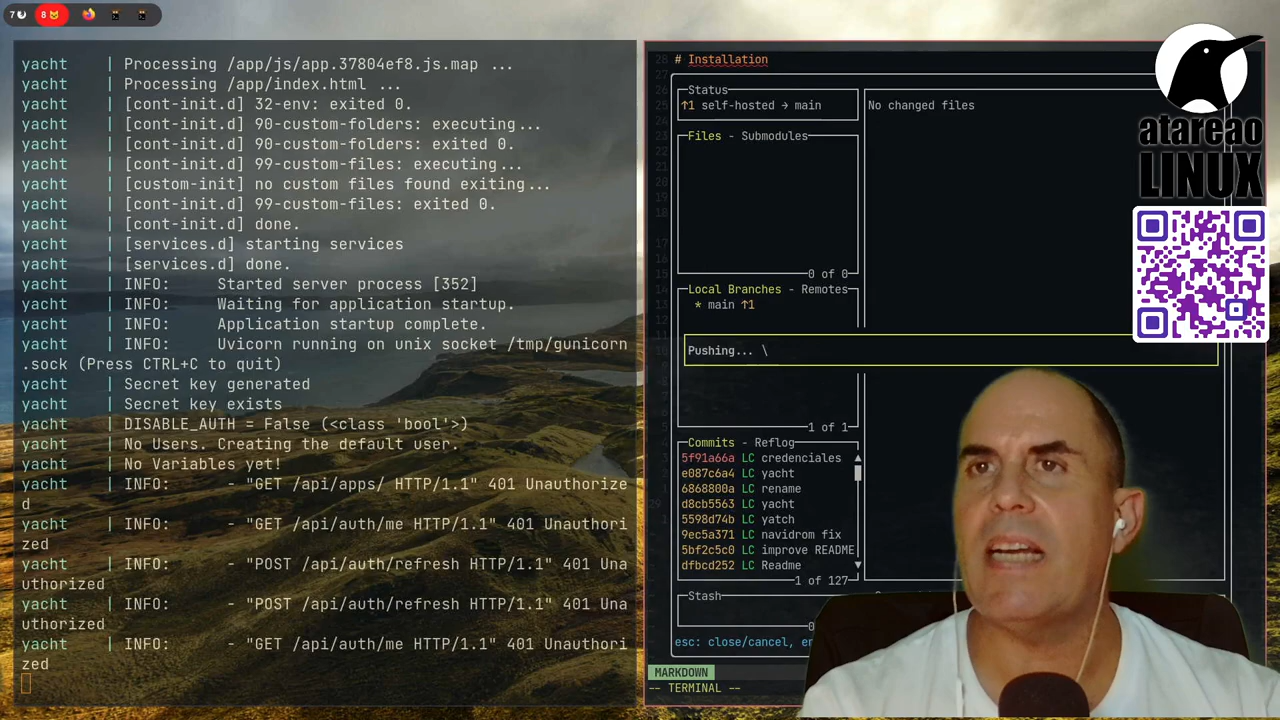 7 8
yacht | Processing /app/js/app.37804ef8.js.map ...
yacht | Processing /app/index.html ...
yacht | [cont-init.d] 32-env: exited 0.
yacht | [cont-init.d] 90-custom-folders: executing...
yacht | [cont-init.d] 90-custom-folders: exited 0.
yacht | [cont-init.d] 99-custom-files: executing...
yacht | [custom-init] no custom files found exiting...
yacht | [cont-init.d] 99-custom-files: exited 0.
yacht | [cont-init.d] done.
yacht | [services.d] starting services
yacht | [services.d] done.
yacht | INFO:     Started server process [352]
yacht | INFO:     Waiting for application startup.
yacht | INFO:     Application startup complete.
yacht | INFO:     Uvicorn running on unix socket /tmp/gunicorn
.sock (Press CTRL+C to quit)
yacht | Secret key generated
yacht | Secret key exists
yacht | DISABLE_AUTH = False (<class 'bool'>)
yacht | No Users. Creating the default user.
yacht | No Variables yet!
yacht | INFO:      - "GET /api/apps/ HTTP/1.1" 401 Unauthorize
d
yacht | INFO:      - "GET /api/auth/me HTTP/1.1" 401 Unauthori
zed
yacht | INFO:      - "POST /api/auth/refresh HTTP/1.1" 401 Una
uthorized
yacht | INFO:      - "POST /api/auth/refresh HTTP/1.1" 401 Una
uthorized
yacht | INFO:      - "GET /api/auth/me HTTP/1.1" 401 Unauthori
zed
28 # Installation
Status
↑1 self-hosted → main
No changed files
Files - Submodules
0 of 0
Local Branches - Remotes
* main ↑1
Pushing... \
1 of 1
Commits - Reflog
5f91a66a LC credenciales
e087c6a4 LC yacht
6868800a LC rename
d8cb5563 LC yacht
5598d74b LC yatch
9ec5a371 LC navidrom fix
5bf2c5c0 LC improve README
dfbcd252 LC Readme
1 of 127
Stash
esc: close/cancel,
MARKDOWN
-- TERMINAL --
atareao
LINUX